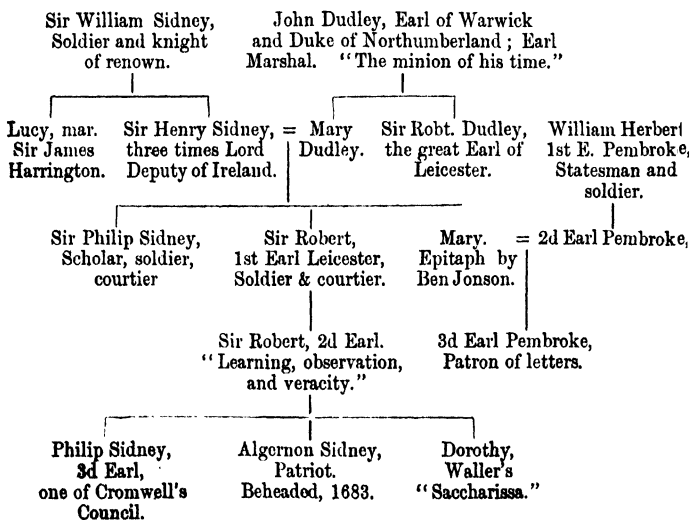 Sir William Sidney,
Soldier and knight
of renown.
John Dudley, Earl of Warwick
and Duke of Northumberland ; Earl
Marshal. "The minion of his time."
Lucy, mar.
Sir James
Harrington.
Sir Henry Sidney,
three times Lord
Deputy of Ireland.
=
Mary
Dudley.
Sir Robt. Dudley,
the great Earl of
Leicester.
William Herbert
1st E. Pembroke,
Statesman and
soldier.
Sir Philip Sidney,
Scholar, soldier,
courtier
Sir Robert,
1st Earl Leicester,
Soldier & courtier.
Mary.
Epitaph by
Ben Jonson.
= 2d Earl Pembroke,
Sir Robert, 2d Earl.
"Learning, observation,
and veracity."
3d Earl Pembroke,
Patron of letters.
Philip Sidney,
3d Earl,
one of Cromwell's
Council.
Algernon Sidney,
Patriot.
Beheaded, 1683.
Dorothy,
Waller's
"Saccharissa."